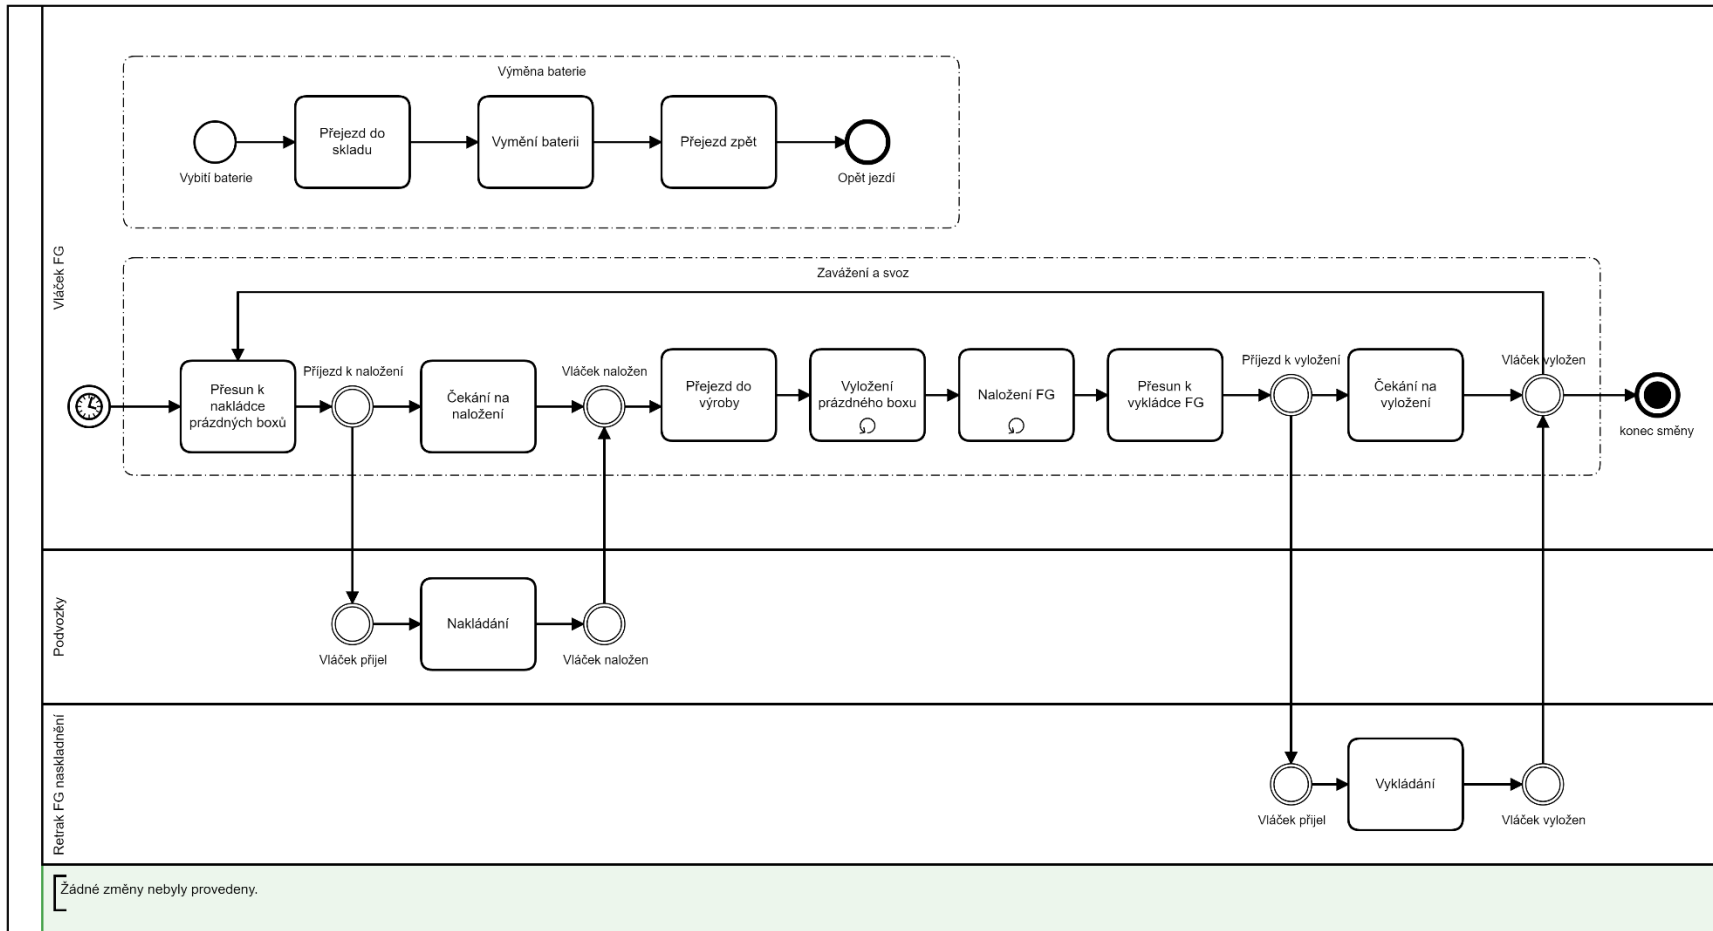 Výměna baterie
Přejezd do
skladu
Vymění baterii
Přejezd zpět
Vybití baterie
Opět jezdí
Vláček FG
Zavážení a svoz
Přesun k
nakládce
prázdných boxů
Příjezd k naložení
Čekání na
naložení
Vláček naložen
Přejezd do
výroby
Vyložení
prázdného boxu
Naložení FG
Přesun k
vykládce FG
Příjezd k vyložení
Čekání na
vyložení
Vláček vyložen
konec směny
Podvozky
Vláček přijel
Nakládání
Vláček naložen
Retrak FG naskladnění
Vláček přijel
Vykládání
Vláček vyložen
Žádné změny nebyly provedeny.